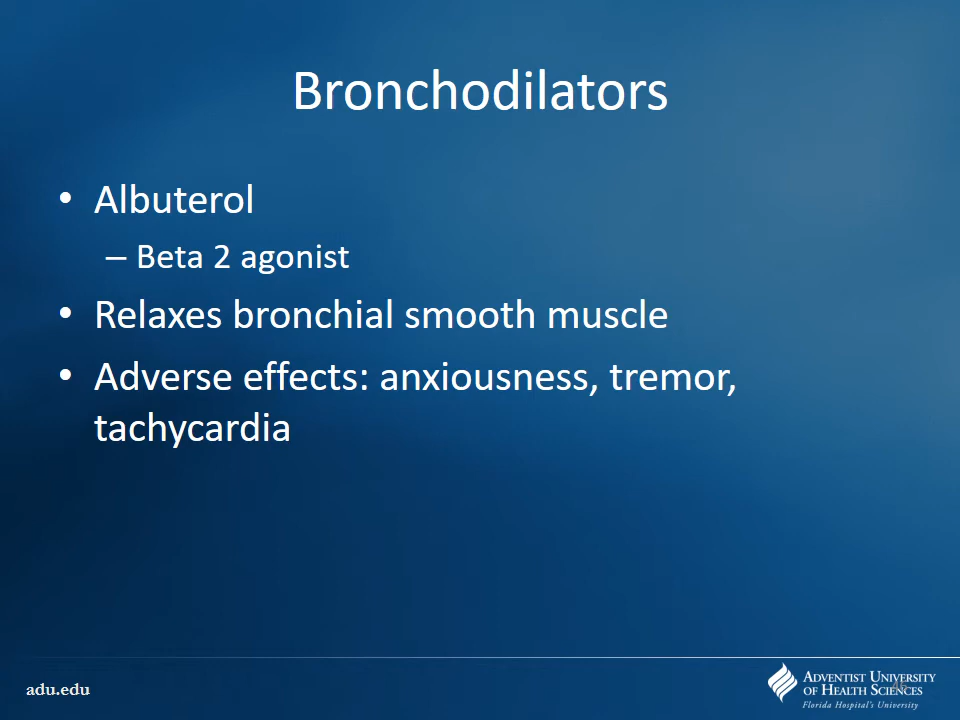 Bronchodilators
• Albuterol
– Beta 2 agonist
• Relaxes bronchial smooth muscle
• Adverse effects: anxiousness, tremor,
tachycardia
adu.edu
ADVENTIST UNIVERSITY
OF HEALTH SCIENCES
Florida Hospital's University